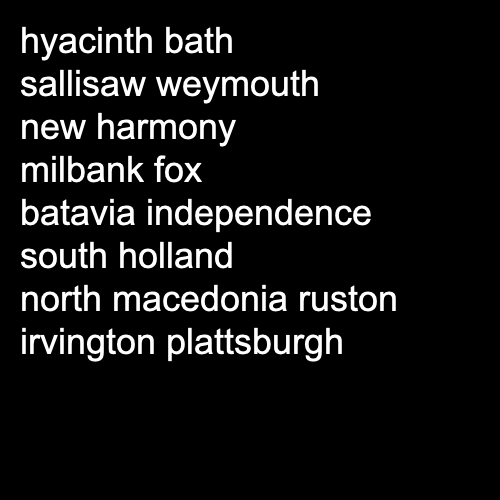 hyacinth bath
sallisaw weymouth
new harmony
milbank fox
batavia independence
south holland
north macedonia ruston
irvington plattsburgh